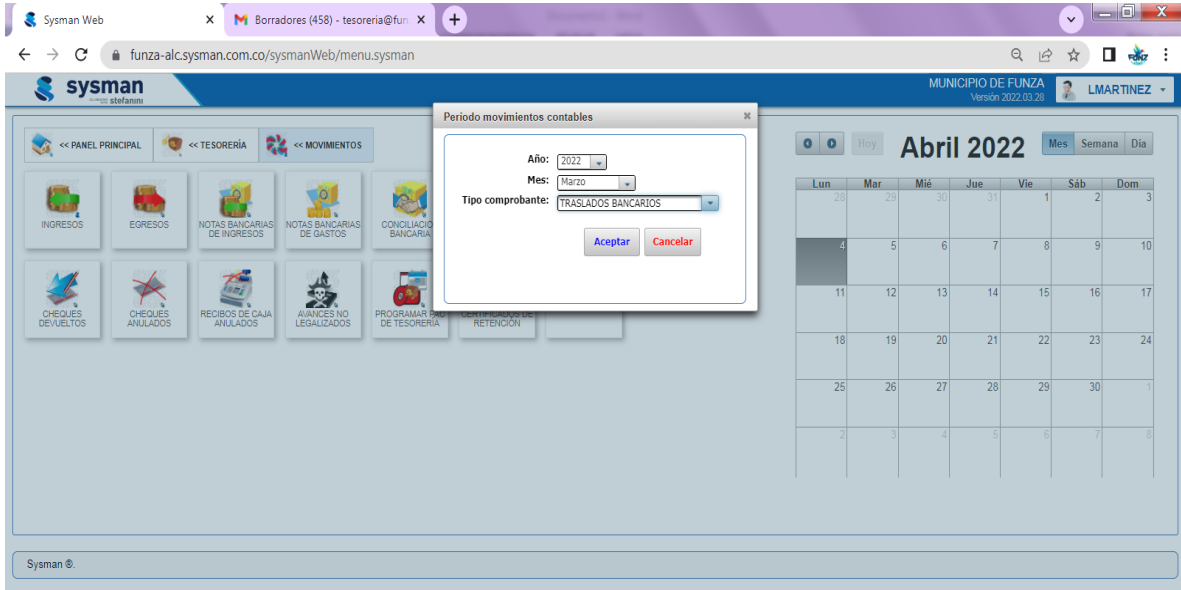 Sysman Web
Borradores (458) - tesoreria@fun
funza-alc.sysman.com.co/sysmanWeb/menu.sysman
sysman
stefanini
MUNICIPIO DE FUNZA
Versión 2022.03.28
LMARTINEZ
<< PANEL PRINCIPAL
<< TESORERÍA
<< MOVIMIENTOS
INGRESOS
EGRESOS
NOTAS BANCARIAS
DE INGRESOS
NOTAS BANCARIAS
DE GASTOS
CONCILIACIO
BANCARIA
CHEQUES
DEVUELTOS
CHEQUES
ANULADOS
RECIBOS DE CAJA
ANULADOS
AVANCES NO
LEGALIZADOS
PROGRAMAR PAC
DE TESORERÍA
CERTIFICADOS DE
RETENCIÓN
Periodo movimientos contables
Año: 2022
Mes: Marzo
Tipo comprobante: TRASLADOS BANCARIOS
Aceptar Cancelar
Hoy
Abril 2022
Mes Semana Día
Lun Mar Mié Jue Vie Sáb Dom
28 29 30 31 1 2 3
4 5 6 7 8 9 10
11 12 13 14 15 16 17
18 19 20 21 22 23 24
25 26 27 28 29 30 1
2 3 4 5 6 7 8
Sysman ®.